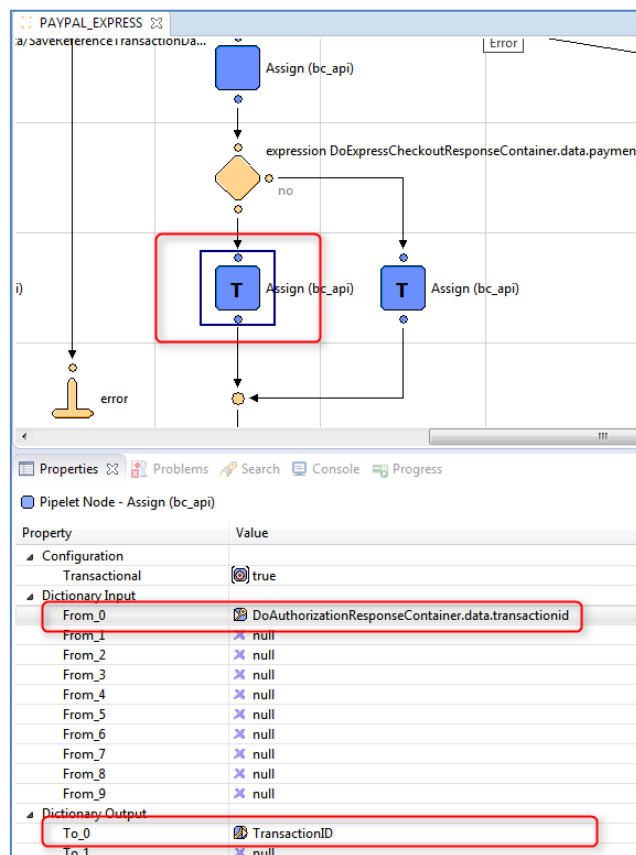 PAYPAL_EXPRESS
a/SaveReferenceTransactionDa...
Error
Assign (bc_api)
expression DoExpressCheckoutResponseContainer.data.paymen
no
i)
T
Assign (bc_api)
T
Assign (bc_api)
error
Properties
Problems
Search
Console
Progress
Pipelet Node - Assign (bc_api)
Property Value
Configuration
Transactional true
Dictionary Input
From_0 DoAuthorizationResponseContainer.data.transactionid
From_1 null
From_2 null
From_3 null
From_4 null
From_5 null
From_6 null
From_7 null
From_8 null
From_9 null
Dictionary Output
To_0 TransactionID
To_1 null